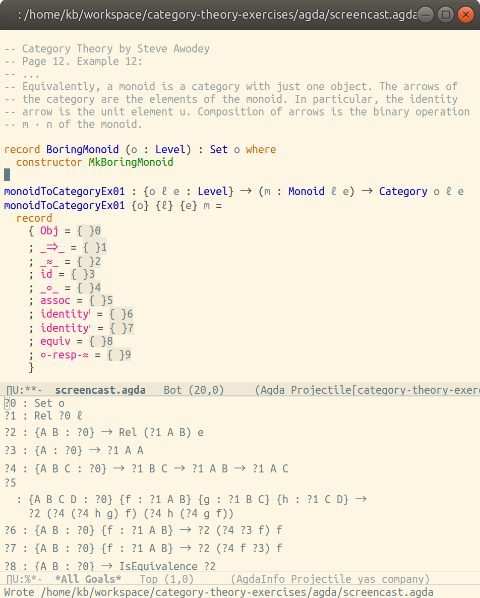 : /home/kb/workspace/category-theory-exercises/agda/screencast.agda
-- Category Theory by Steve Awodey
-- Page 12. Example 12:
-- ...
-- Equivalently, a monoid is a category with just one object. The arrows of
-- the category are the elements of the monoid. In particular, the identity
-- arrow is the unit element u. Composition of arrows is the binary operation
-- m · n of the monoid.
record BoringMonoid (o : Level) : Set o where
constructor MkBoringMonoid
monoidToCategoryEx01 : {o ℓ e : Level} → (m : Monoid ℓ e) → Category o ℓ e
monoidToCategoryEx01 {o} {ℓ} {e} m =
record
{ Obj = { }0
; _⇒_ = { }1
; _≈_ = { }2
; id = { }3
; _∘_ = { }4
; assoc = { }5
; identityˡ = { }6
; identityʳ = { }7
; equiv = { }8
; ∘-resp-≈ = { }9
}
∏U:**-  screencast.agda   Bot (20,0)     (Agda Projectile[category-theory-exerc
?0 : Set o
?1 : Rel ?0 ℓ
?2 : {A B : ?0} → Rel (?1 A B) e
?3 : {A : ?0} → ?1 A A
?4 : {A B C : ?0} → ?1 B C → ?1 A B → ?1 A C
?5
: {A B C D : ?0} {f : ?1 A B} {g : ?1 B C} {h : ?1 C D} →
?2 (?4 (?4 h g) f) (?4 h (?4 g f))
?6 : {A B : ?0} {f : ?1 A B} → ?2 (?4 ?3 f) f
?7 : {A B : ?0} {f : ?1 A B} → ?2 (?4 f ?3) f
?8 : {A B : ?0} → IsEquivalence ?2
∏U:%*-  *All Goals*   Top (1,0)      (AgdaInfo Projectile yas company)
Wrote /home/kb/workspace/category-theory-exercises/agda/screencast.agda